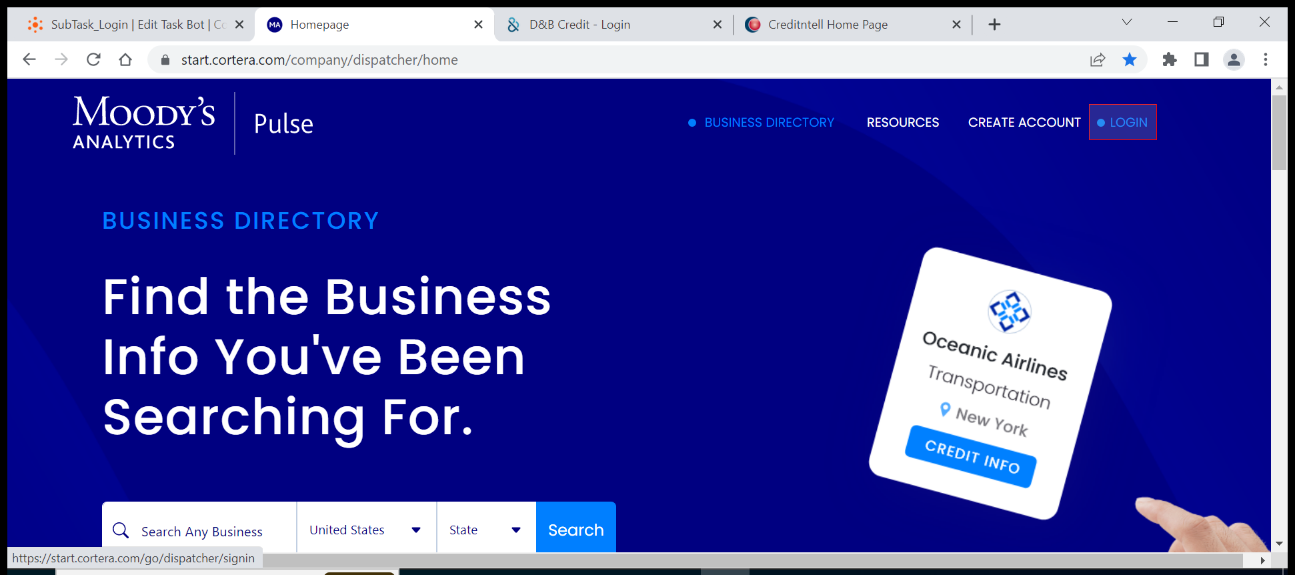 SubTask_Login | Edit Task Bot | Co
Homepage
D&B Credit - Login
Creditntell Home Page
start.cortera.com/company/dispatcher/home
MOODY'S
ANALYTICS
Pulse
BUSINESS DIRECTORY
RESOURCES
CREATE ACCOUNT
LOGIN
BUSINESS DIRECTORY
Find the Business
Info You've Been
Searching For.
Oceanic Airlines
Transportation
New York
CREDIT INFO
Search Any Business
United States
State
Search
https://start.cortera.com/go/dispatcher/signin